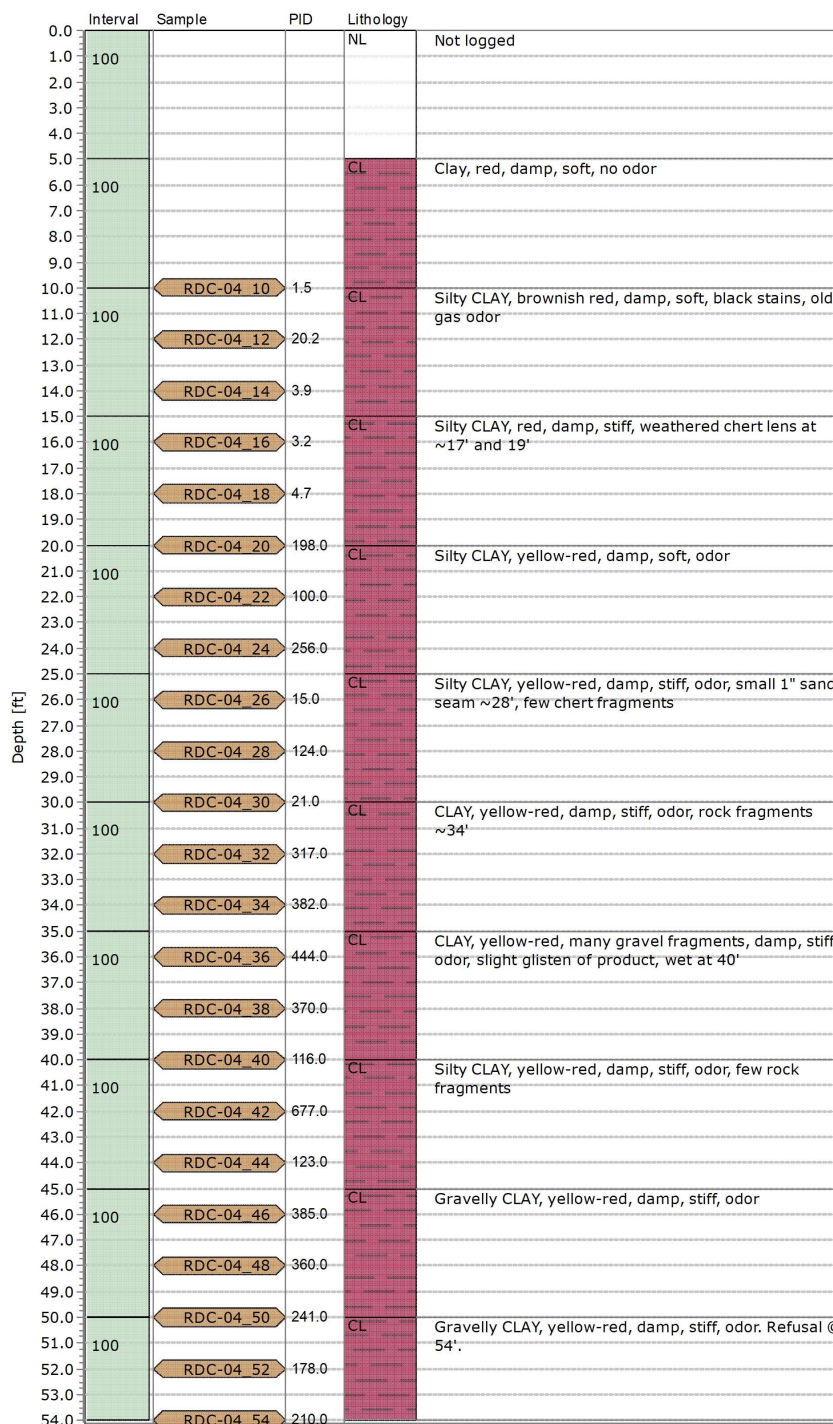 Interval Sample PID Lithology
Depth [ft]
0.0 NL Not logged
1.0 100
2.0
3.0
4.0
5.0 CL Clay, red, damp, soft, no odor
6.0 100
7.0
8.0
9.0
10.0 RDC-04_10 1.5
CL Silty CLAY, brownish red, damp, soft, black stains, old
11.0 100 gas odor
12.0 RDC-04_12 20.2
13.0
14.0 RDC-04_14 3.9
15.0 CL Silty CLAY, red, damp, stiff, weathered chert lens at
16.0 100 RDC-04_16 3.2 ~17' and 19'
17.0
18.0 RDC-04_18 4.7
19.0
20.0 RDC-04_20 198.0
CL Silty CLAY, yellow-red, damp, soft, odor
21.0 100
22.0 RDC-04_22 100.0
23.0
24.0 RDC-04_24 256.0
25.0 CL Silty CLAY, yellow-red, damp, stiff, odor, small 1" sand
26.0 100 RDC-04_26 15.0 seam ~28', few chert fragments
27.0
28.0 RDC-04_28 124.0
29.0
30.0 RDC-04_30 21.0
CL CLAY, yellow-red, damp, stiff, odor, rock fragments
31.0 100 ~34'
32.0 RDC-04_32 317.0
33.0
34.0 RDC-04_34 382.0
35.0 CL CLAY, yellow-red, many gravel fragments, damp, stiff
36.0 100 RDC-04_36 444.0 odor, slight glisten of product, wet at 40'
37.0
38.0 RDC-04_38 370.0
39.0
40.0 RDC-04_40 116.0
CL Silty CLAY, yellow-red, damp, stiff, odor, few rock
41.0 100 fragments
42.0 RDC-04_42 677.0
43.0
44.0 RDC-04_44 123.0
45.0 CL Gravelly CLAY, yellow-red, damp, stiff, odor
46.0 100 RDC-04_46 385.0
47.0
48.0 RDC-04_48 360.0
49.0
50.0 RDC-04_50 241.0
CL Gravelly CLAY, yellow-red, damp, stiff, odor. Refusal @
51.0 100 54'.
52.0 RDC-04_52 178.0
53.0
54.0 RDC-04_54 210.0